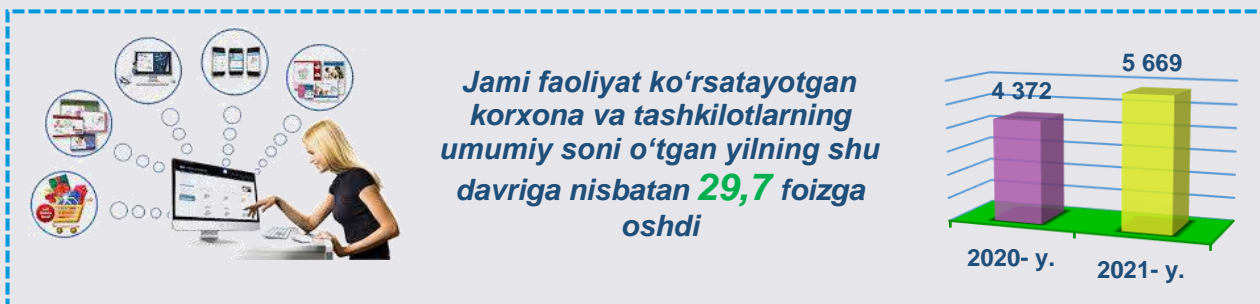 Jami faoliyat ko‘rsatayotgan
korxona va tashkilotlarning
umumiy soni o‘tgan yilning shu
davriga nisbatan 29,7 foizga
oshdi
5 669
4 372
2020- y.
2021- y.